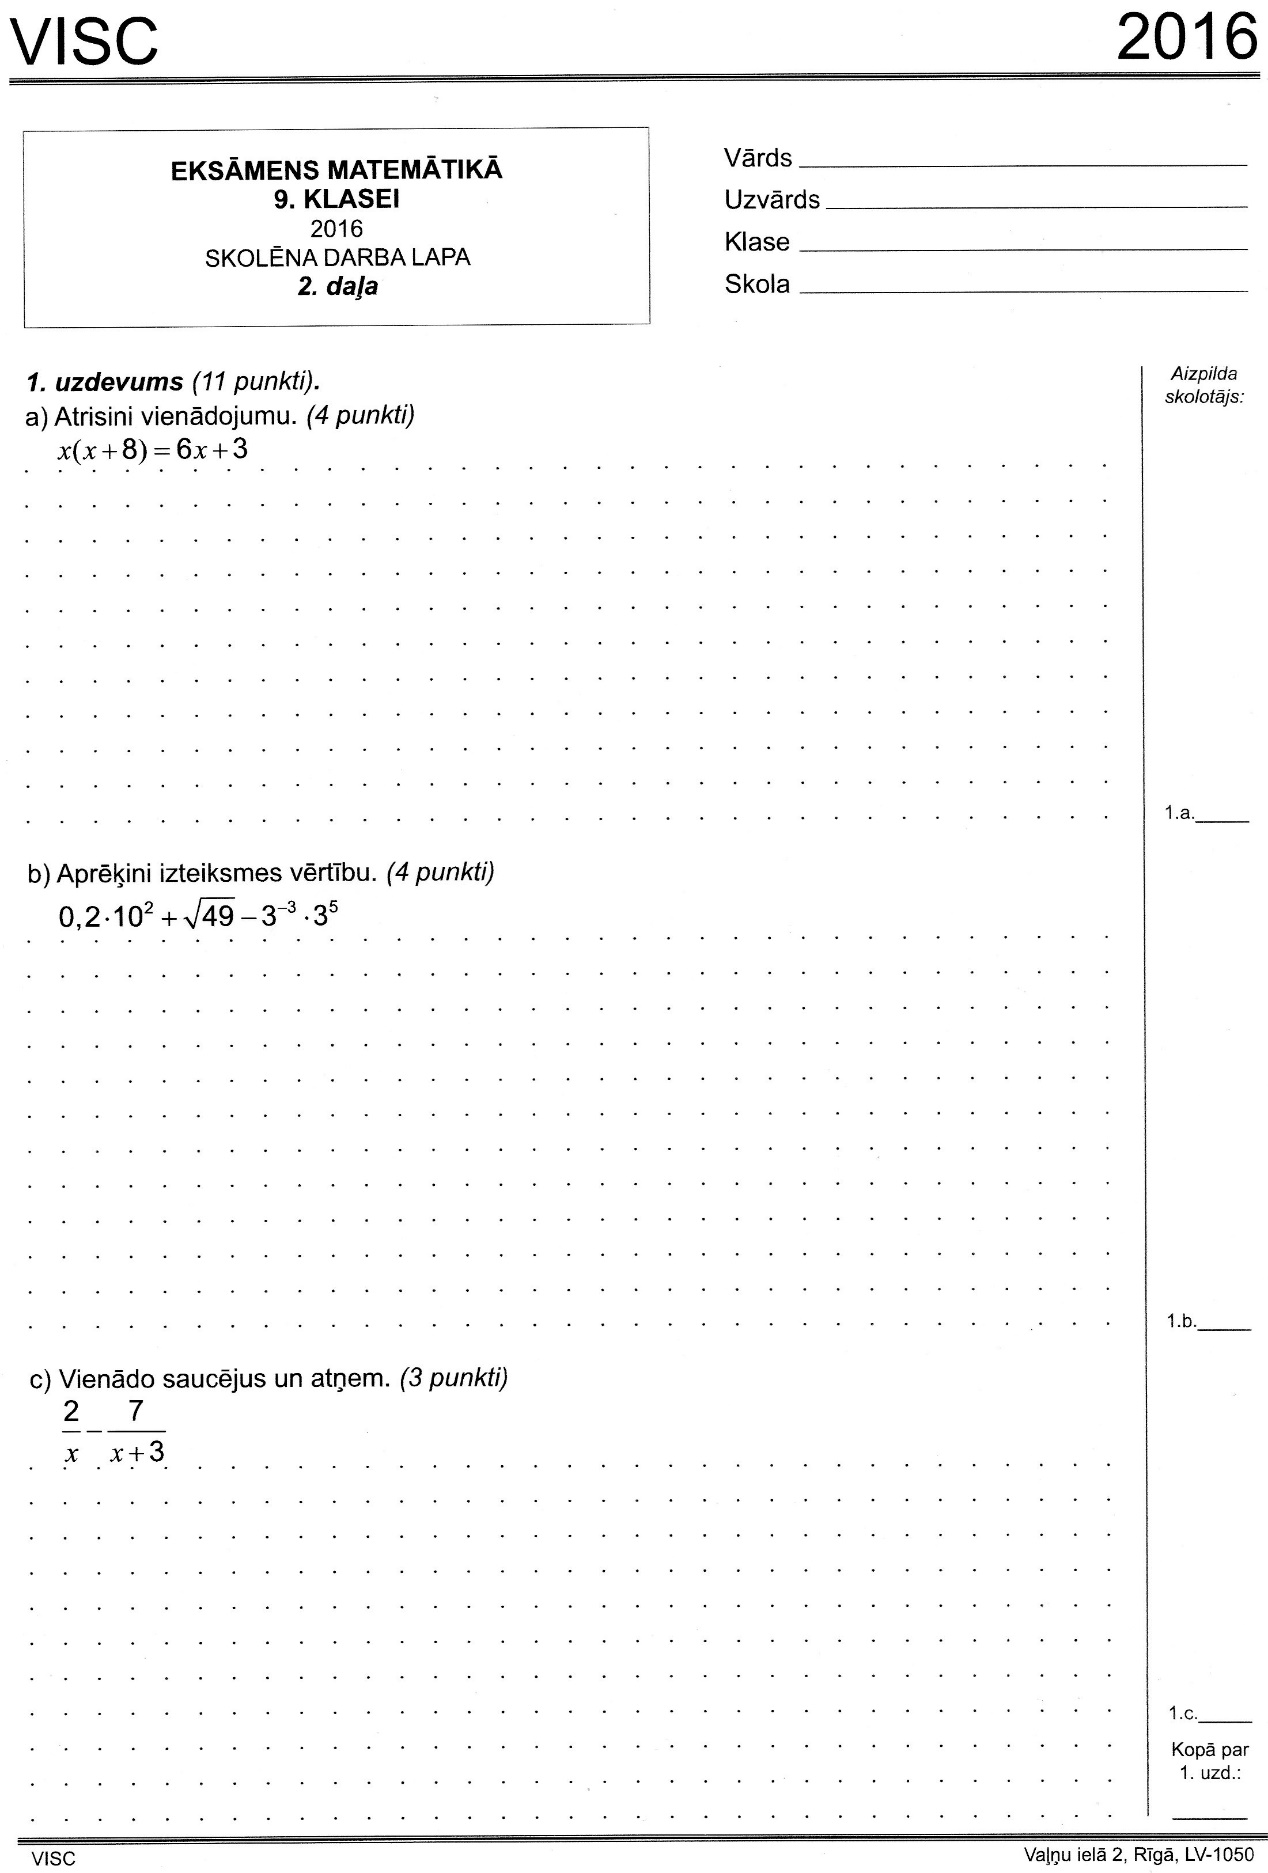 VISC 2016
EKSĀMENS MATEMĀTIKĀ
9. KLASEI
2016
SKOLĒNA DARBA LAPA
2. daļa
Vārds
Uzvārds
Klase
Skola
Aizpilda
skolotājs:
1. uzdevums (11 punkti).
a) Atrisini vienādojumu. (4 punkti)
x(x+8)=6x+3
1.a.
b) Aprēķini izteiksmes vērtību. (4 punkti)
0,2·10² + √49 − 3⁻³ · 3⁵
1.b.
c) Vienādo saucējus un atņem. (3 punkti)
2/x − 7/(x+3)
1.c.
Kopā par
1. uzd.:
VISC Vaļņu ielā 2, Rīgā, LV-1050